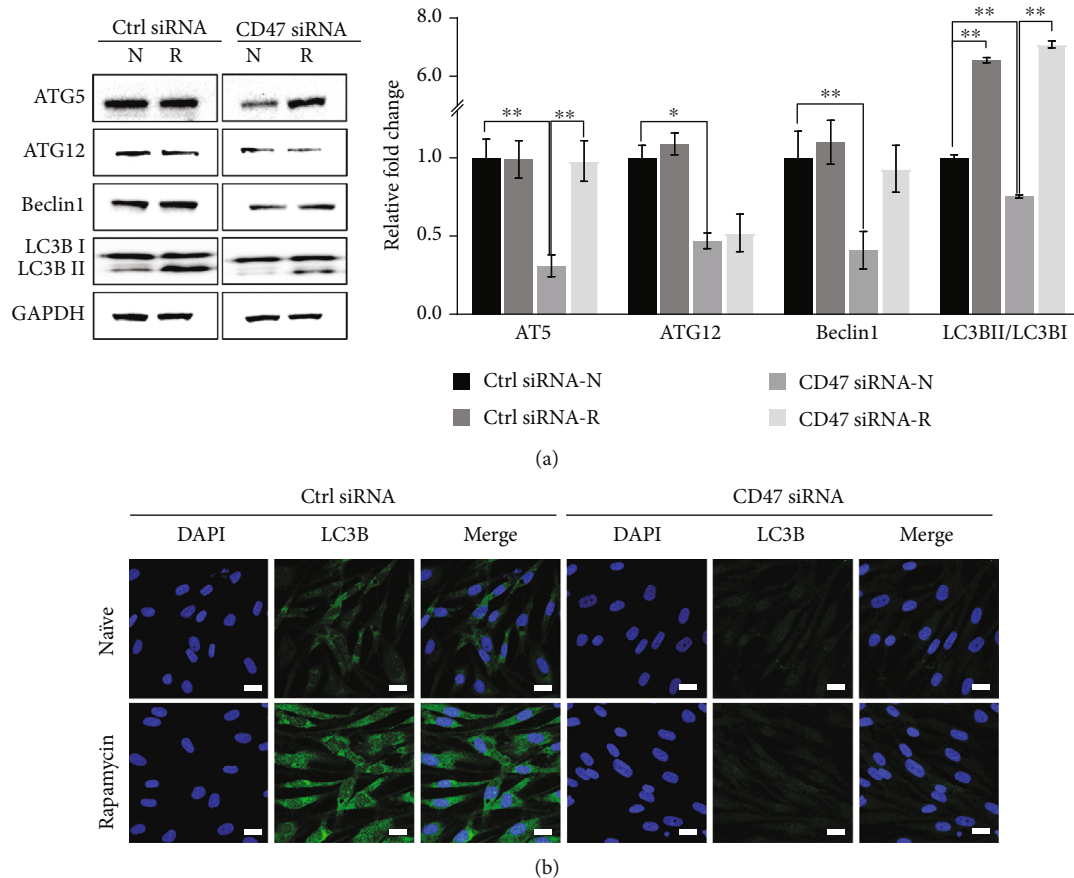 Ctrl siRNA CD47 siRNA
N R N R
ATG5
ATG12
Beclin1
LC3B I
LC3B II
GAPDH
Relative fold change
8.0
6.0
1.0
0.5
0.0
** ** * ** ** ** **
AT5 ATG12 Beclin1 LC3BII/LC3BI
Ctrl siRNA-N CD47 siRNA-N
Ctrl siRNA-R CD47 siRNA-R
(a)
Ctrl siRNA CD47 siRNA
DAPI LC3B Merge DAPI LC3B Merge
Naïve
Rapamycin
(b)